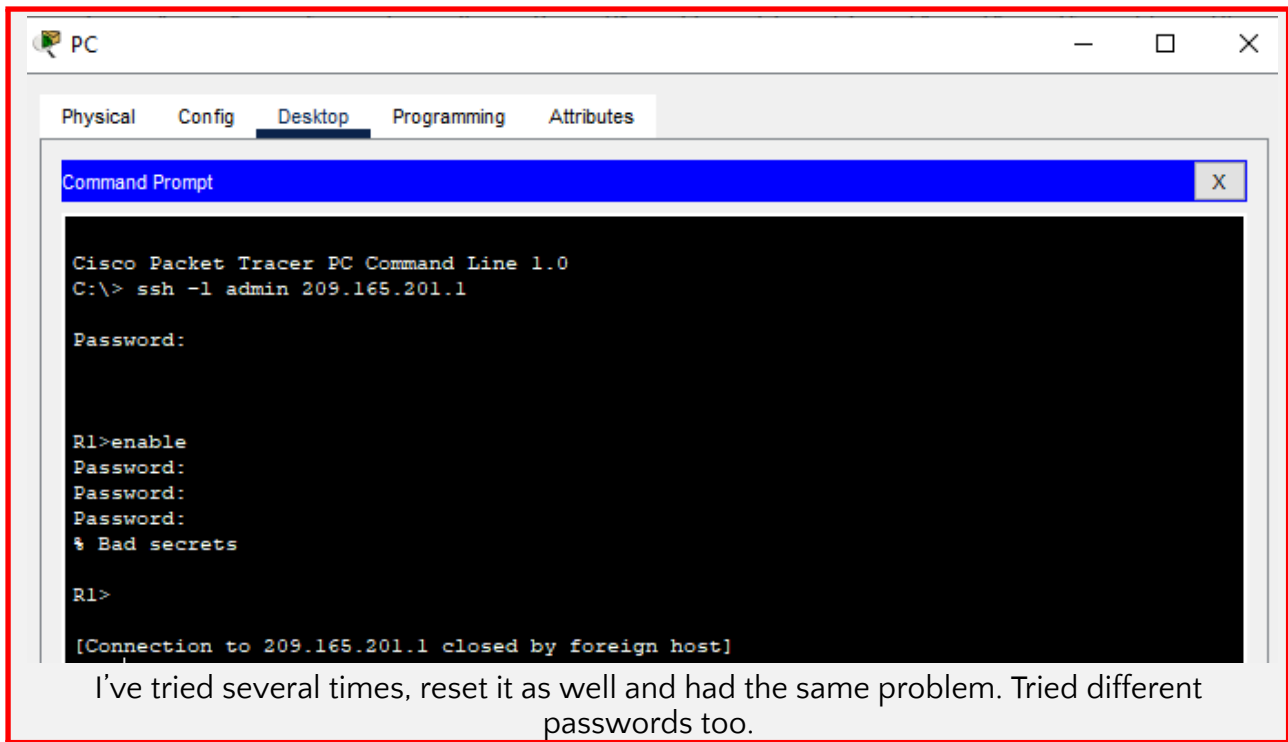 PC
Physical Config Desktop Programming Attributes
Command Prompt
X
Cisco Packet Tracer PC Command Line 1.0
C:\> ssh -l admin 209.165.201.1
Password:
R1>enable
Password:
Password:
Password:
% Bad secrets
R1>
[Connection to 209.165.201.1 closed by foreign host]
I’ve tried several times, reset it as well and had the same problem. Tried different
passwords too.